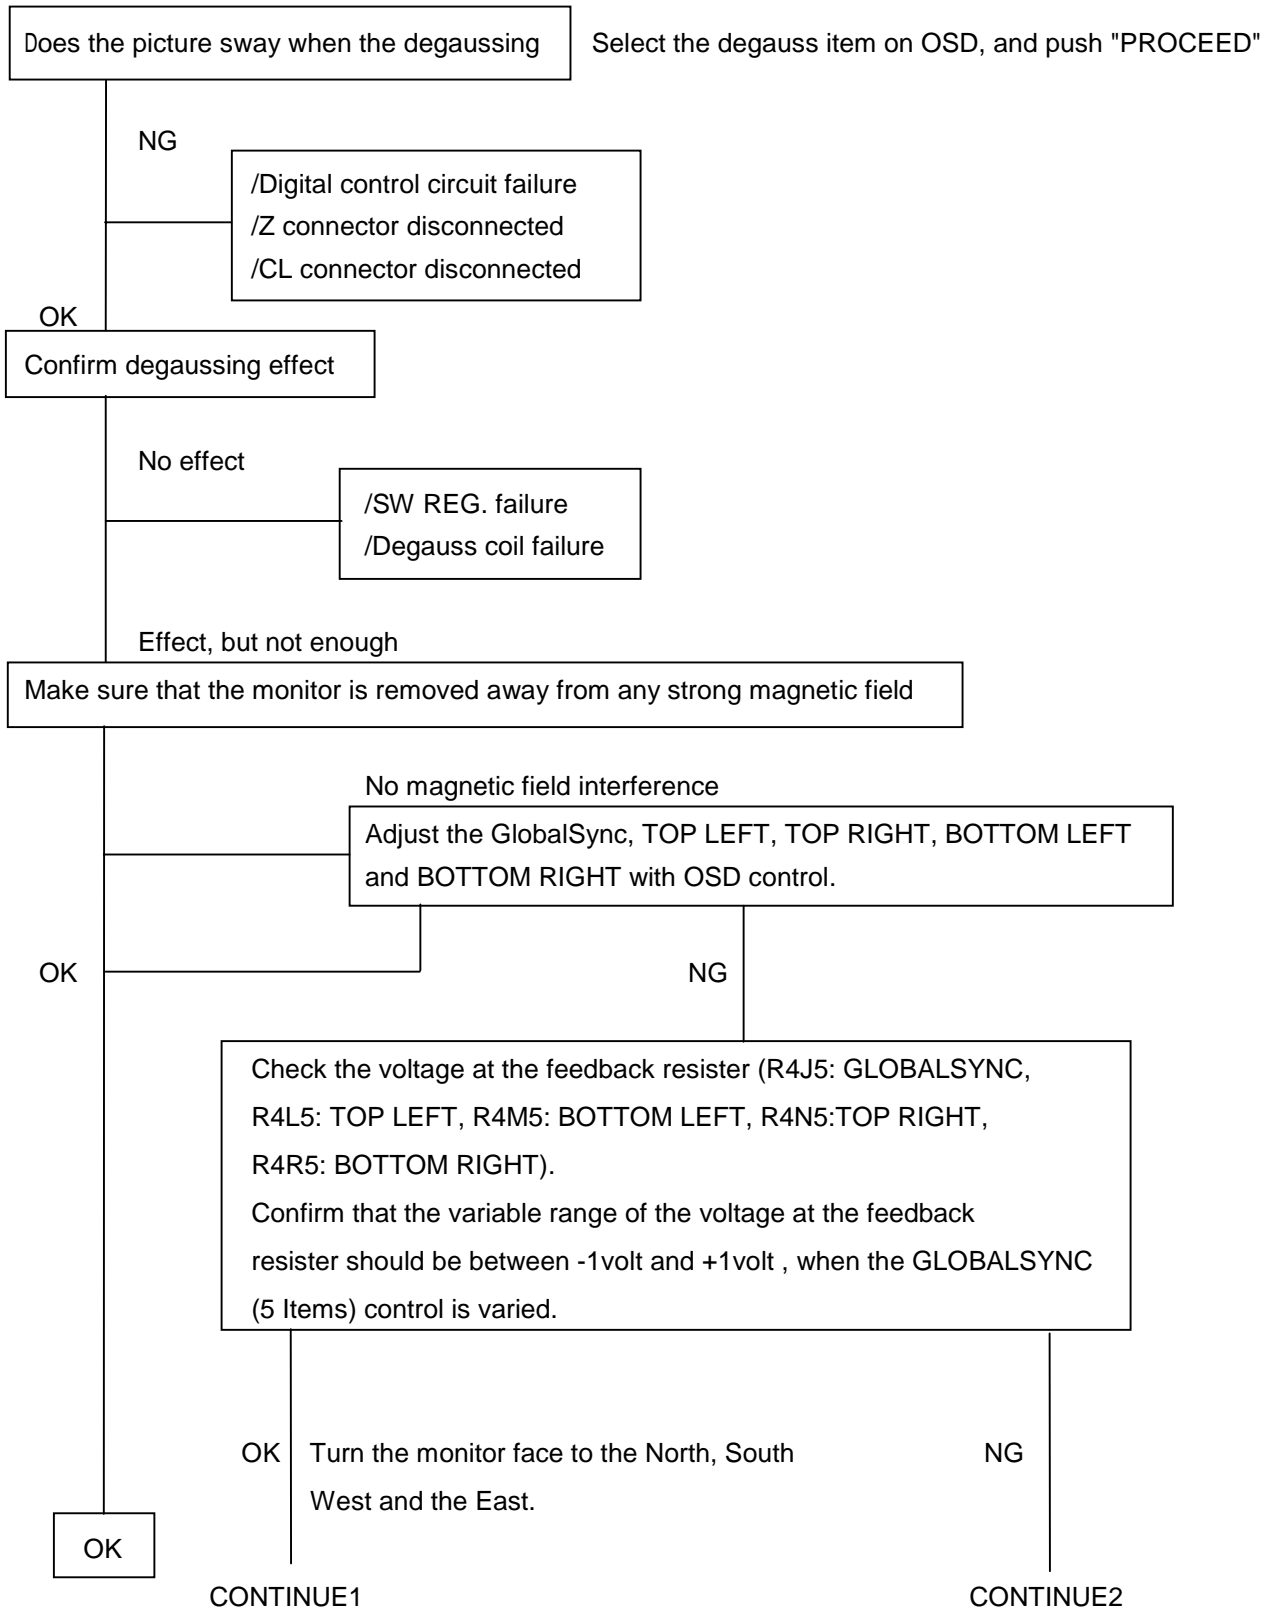 Does the picture sway when the degaussing
Select the degauss item on OSD, and push "PROCEED"
NG
/Digital control circuit failure
/Z connector disconnected
/CL connector disconnected
OK
Confirm degaussing effect
No effect
/SW REG. failure
/Degauss coil failure
Effect, but not enough
Make sure that the monitor is removed away from any strong magnetic field
No magnetic field interference
Adjust the GlobalSync, TOP LEFT, TOP RIGHT, BOTTOM LEFT
and BOTTOM RIGHT with OSD control.
OK
NG
Check the voltage at the feedback resister (R4J5: GLOBALSYNC,
R4L5: TOP LEFT, R4M5: BOTTOM LEFT, R4N5:TOP RIGHT,
R4R5: BOTTOM RIGHT).
Confirm that the variable range of the voltage at the feedback
resister should be between -1volt and +1volt , when the GLOBALSYNC
(5 Items) control is varied.
OK
Turn the monitor face to the North, South
West and the East.
NG
OK
CONTINUE1
CONTINUE2